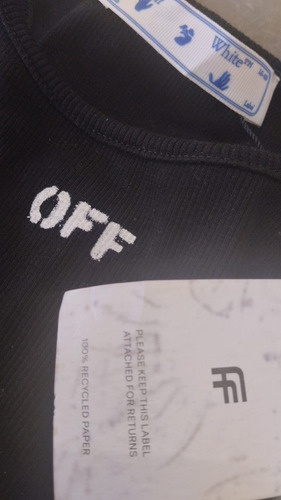 White™
OFF
PLEASE KEEP THIS LABEL
ATTACHED FOR RETURNS
100% RECYCLED PAPER